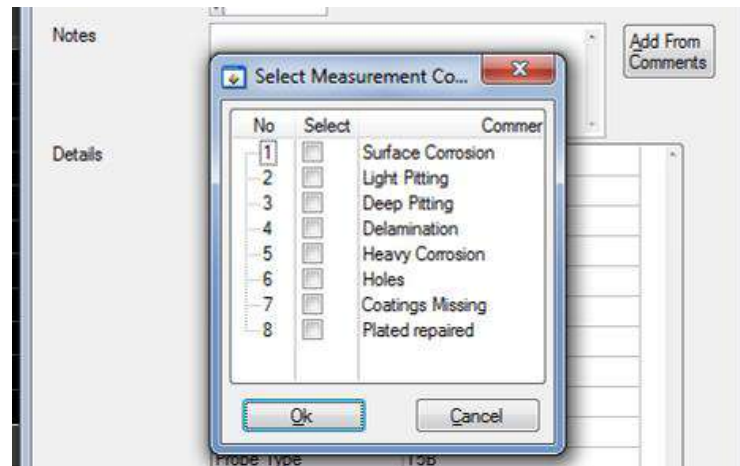 Notes
Add From
Comments
Select Measurement Co...
No Select Commer
1 Surface Corrosion
2 Light Pitting
3 Deep Pitting
Details
4 Delamination
5 Heavy Corrosion
6 Holes
7 Coatings Missing
8 Plated repaired
Ok Cancel
Probe Type T5B